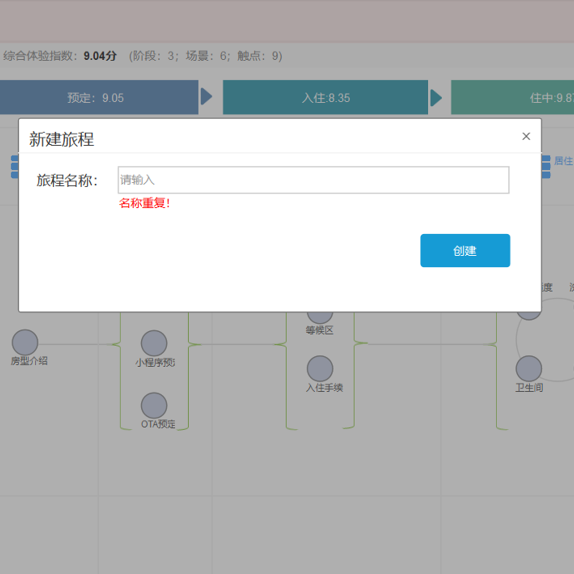 综合体验指数：9.04分 (阶段：3；场景：6；触点：9)
预定：9.05
入住:8.35
住中:9.8
新建旅程
×
居住
旅程名称：
请输入
名称重复！
创建
度
等候区
房型介绍
小程序预
入住手续
卫生间
OTA预定